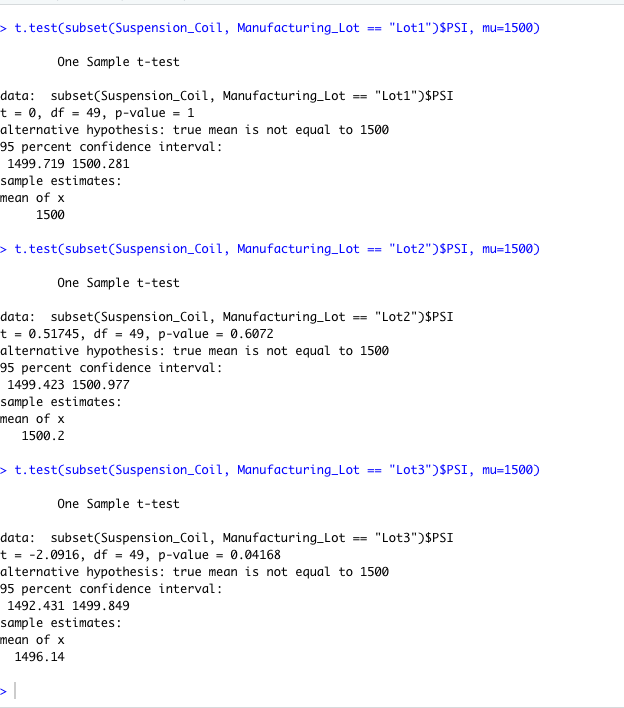 > t.test(subset(Suspension_Coil, Manufacturing_Lot == "Lot1")$PSI, mu=1500)
One Sample t-test
data:  subset(Suspension_Coil, Manufacturing_Lot == "Lot1")$PSI
t = 0, df = 49, p-value = 1
alternative hypothesis: true mean is not equal to 1500
95 percent confidence interval:
1499.719 1500.281
sample estimates:
mean of x
1500
> t.test(subset(Suspension_Coil, Manufacturing_Lot == "Lot2")$PSI, mu=1500)
One Sample t-test
data:  subset(Suspension_Coil, Manufacturing_Lot == "Lot2")$PSI
t = 0.51745, df = 49, p-value = 0.6072
alternative hypothesis: true mean is not equal to 1500
95 percent confidence interval:
1499.423 1500.977
sample estimates:
mean of x
1500.2
> t.test(subset(Suspension_Coil, Manufacturing_Lot == "Lot3")$PSI, mu=1500)
One Sample t-test
data:  subset(Suspension_Coil, Manufacturing_Lot == "Lot3")$PSI
t = -2.0916, df = 49, p-value = 0.04168
alternative hypothesis: true mean is not equal to 1500
95 percent confidence interval:
1492.431 1499.849
sample estimates:
mean of x
1496.14
>